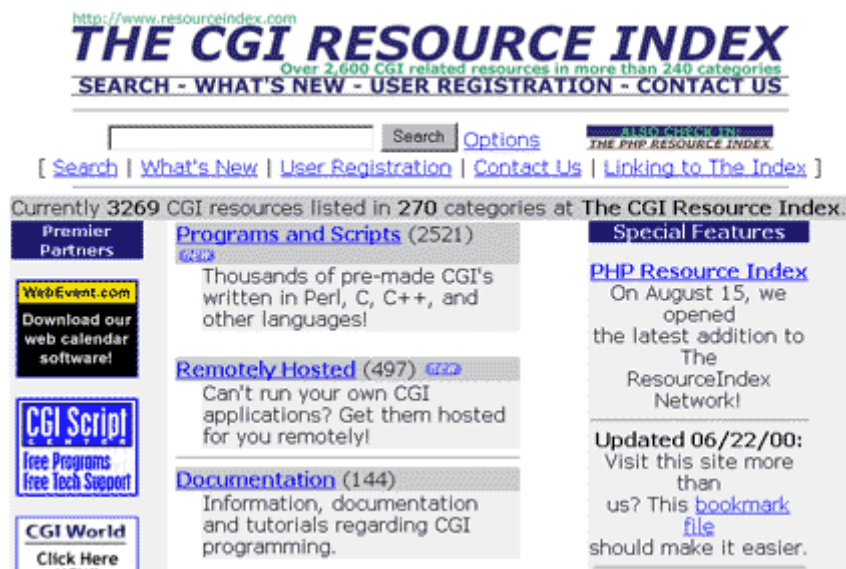 http://www.resourceindex.com
THE CGI RESOURCE INDEX
Over 2,600 CGI related resources in more than 240 categories
SEARCH - WHAT'S NEW - USER REGISTRATION - CONTACT US
Search Options
ALSO CHECK IN:
THE PHP RESOURCE INDEX
[ Search | What's New | User Registration | Contact Us | Linking to The Index ]
Currently 3269 CGI resources listed in 270 categories at The CGI Resource Index.
Premier
Partners
WebEvent.com
Download our
web calendar
software!
CGI Script
CENTER
Free Programs
Free Tech Support
CGI World
Click Here
Programs and Scripts (2521)
Thousands of pre-made CGI's
written in Perl, C, C++, and
other languages!
Remotely Hosted (497)
Can't run your own CGI
applications? Get them hosted
for you remotely!
Documentation (144)
Information, documentation
and tutorials regarding CGI
programming.
Special Features
PHP Resource Index
On August 15, we
opened
the latest addition to
The
ResourceIndex
Network!
Updated 06/22/00:
Visit this site more
than
us? This bookmark
file
should make it easier.